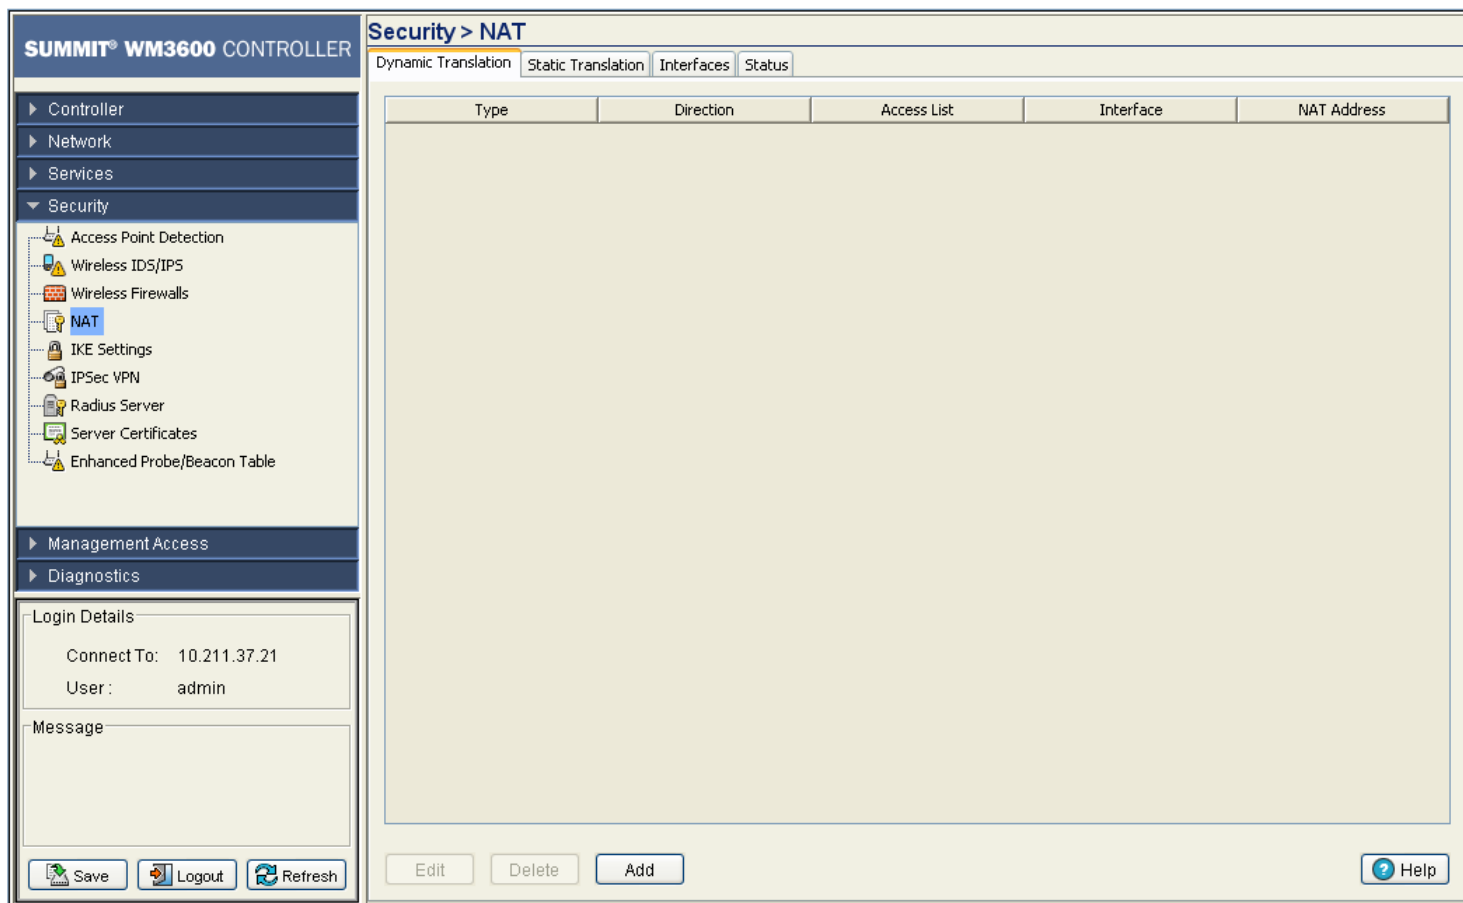 SUMMIT® WM3600 CONTROLLER
Controller
Network
Services
Security
Access Point Detection
Wireless IDS/IPS
Wireless Firewalls
NAT
IKE Settings
IPSec VPN
Radius Server
Server Certificates
Enhanced Probe/Beacon Table
Management Access
Diagnostics
Login Details
Connect To: 10.211.37.21
User : admin
Message
Save Logout Refresh
Security > NAT
Dynamic Translation Static Translation Interfaces Status
Type Direction Access List Interface NAT Address
Edit Delete Add Help